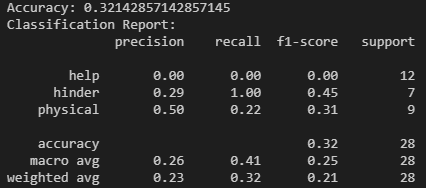 Accuracy: 0.32142857142857145
Classification Report:
precision recall f1-score support
help 0.00 0.00 0.00 12
hinder 0.29 1.00 0.45 7
physical 0.50 0.22 0.31 9
accuracy 0.32 28
macro avg 0.26 0.41 0.25 28
weighted avg 0.23 0.32 0.21 28